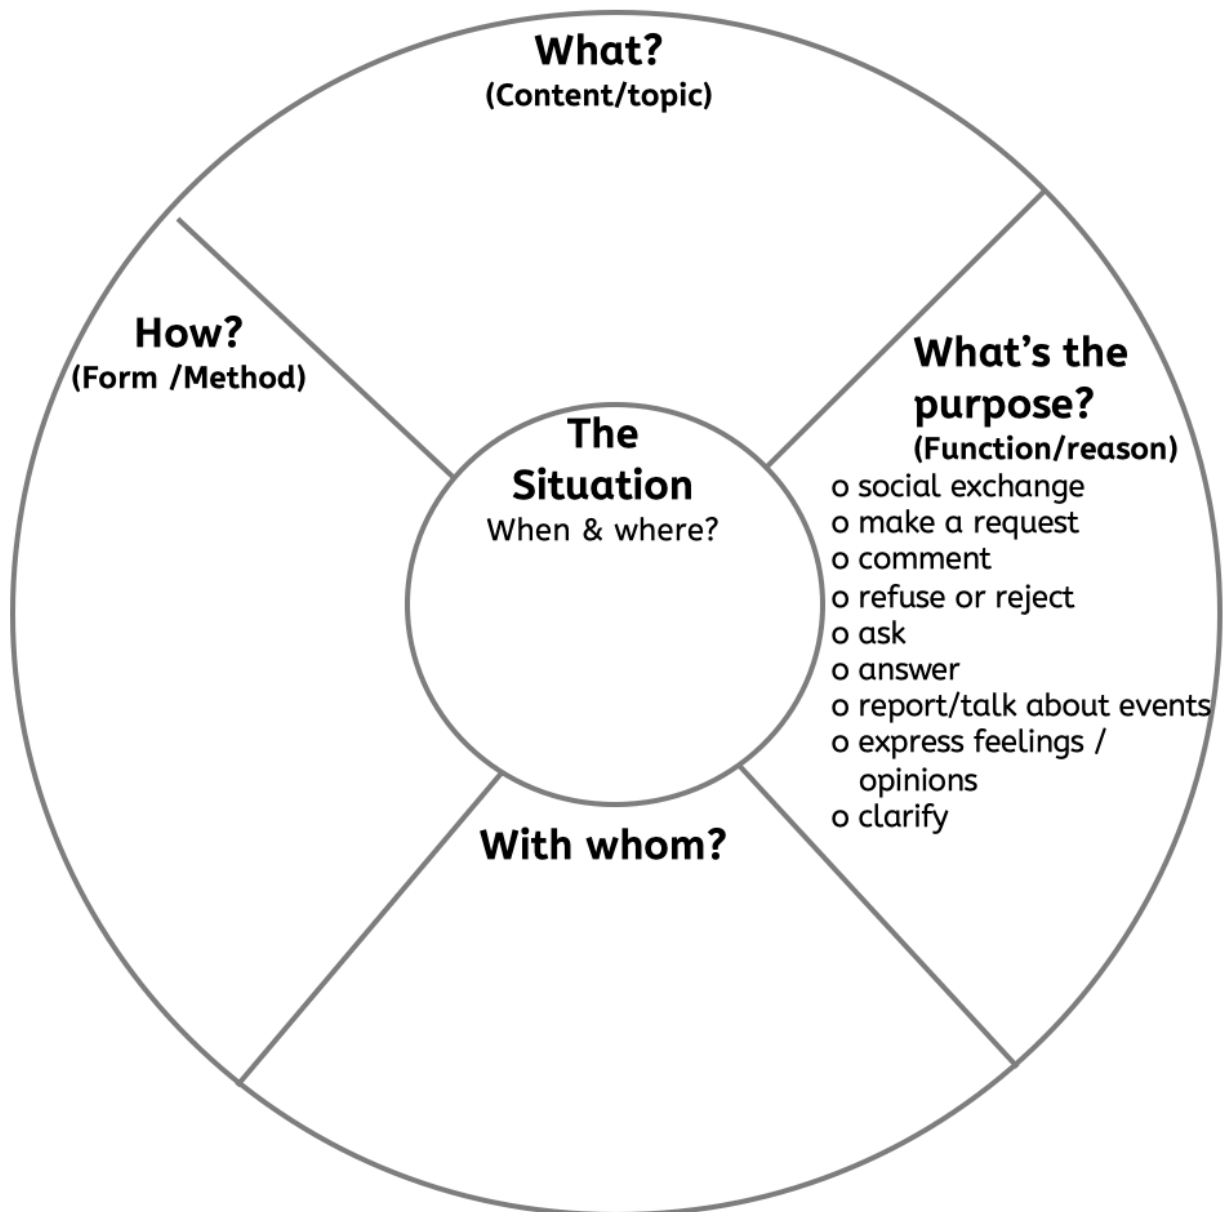 What?
(Content/topic)
How?
(Form /Method)
The
Situation
When & where?
What’s the
purpose?
(Function/reason)
o social exchange
o make a request
o comment
o refuse or reject
o ask
o answer
o report/talk about events
o express feelings /
opinions
o clarify
With whom?